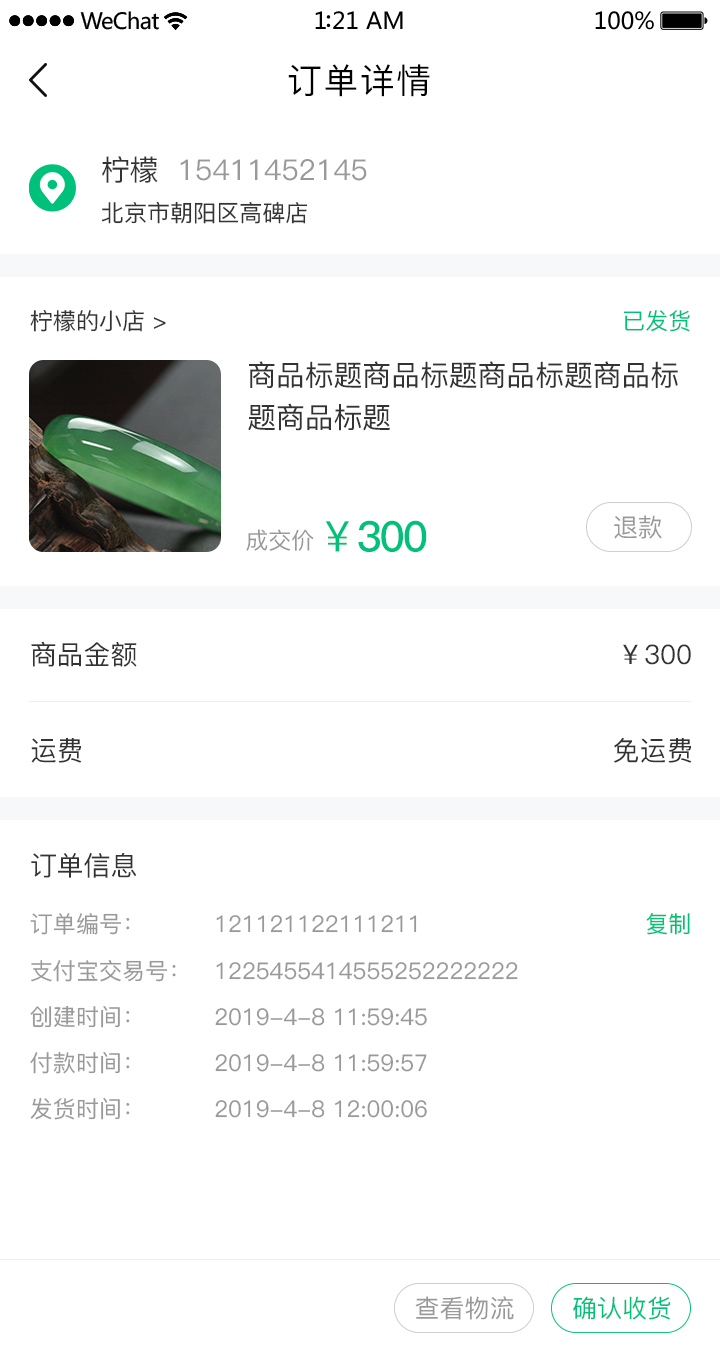 WeChat 1:21 AM 100%
订单详情
柠檬 15411452145
北京市朝阳区高碑店
柠檬的小店 > 已发货
商品标题商品标题商品标题商品标
题商品标题
成交价 ¥300 退款
商品金额 ¥300
运费 免运费
订单信息
订单编号: 121121122111211 复制
支付宝交易号: 1225455414555252222222
创建时间: 2019-4-8 11:59:45
付款时间: 2019-4-8 11:59:57
发货时间: 2019-4-8 12:00:06
查看物流 确认收货